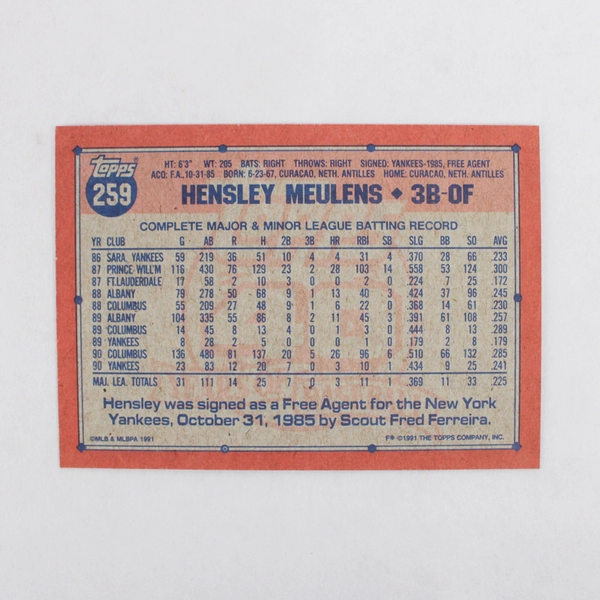 topps®
259
HT: 6'3" WT: 205 BATS: RIGHT THROWS: RIGHT SIGNED: YANKEES-1985, FREE AGENT
ACQ: F.A., 10-31-85 BORN: 6-23-67, CURACAO, NETH. ANTILLES HOME: CURACAO, NETH. ANTILLES
HENSLEY MEULENS ◆ 3B-OF
COMPLETE MAJOR & MINOR LEAGUE BATTING RECORD
YR CLUB G AB R H 2B 3B HR RBI SB SLG BB SO AVG
86 SARA. YANKEES 59 219 36 51 10 4 4 31 4 .370 28 66 .233
87 PRINCE WILL'M 116 430 76 129 23 2 28 103 14 .558 53 124 .300
87 FT.LAUDERDALE 17 58 2 10 3 0 0 2 0 .224 7 25 .172
88 ALBANY 79 278 50 68 9 1 13 40 3 .424 37 96 .245
88 COLUMBUS 55 209 27 48 9 1 6 22 0 .368 14 61 .230
89 ALBANY 104 335 55 86 8 2 11 45 3 .391 61 108 .257
89 COLUMBUS 14 45 8 13 4 0 1 3 0 .444 8 13 .289
89 YANKEES 8 28 2 5 0 0 0 1 0 .179 2 8 .179
90 COLUMBUS 136 480 81 137 20 5 26 96 6 .510 66 132 .285
90 YANKEES 23 83 12 20 7 0 3 10 1 .434 9 25 .241
MAJ. LEA. TOTALS 31 111 14 25 7 0 3 11 1 .369 11 33 .225
Hensley was signed as a Free Agent for the New York
Yankees, October 31, 1985 by Scout Fred Ferreira.
©MLB & MLBPA 1991 F* ©1991 THE TOPPS COMPANY, INC.